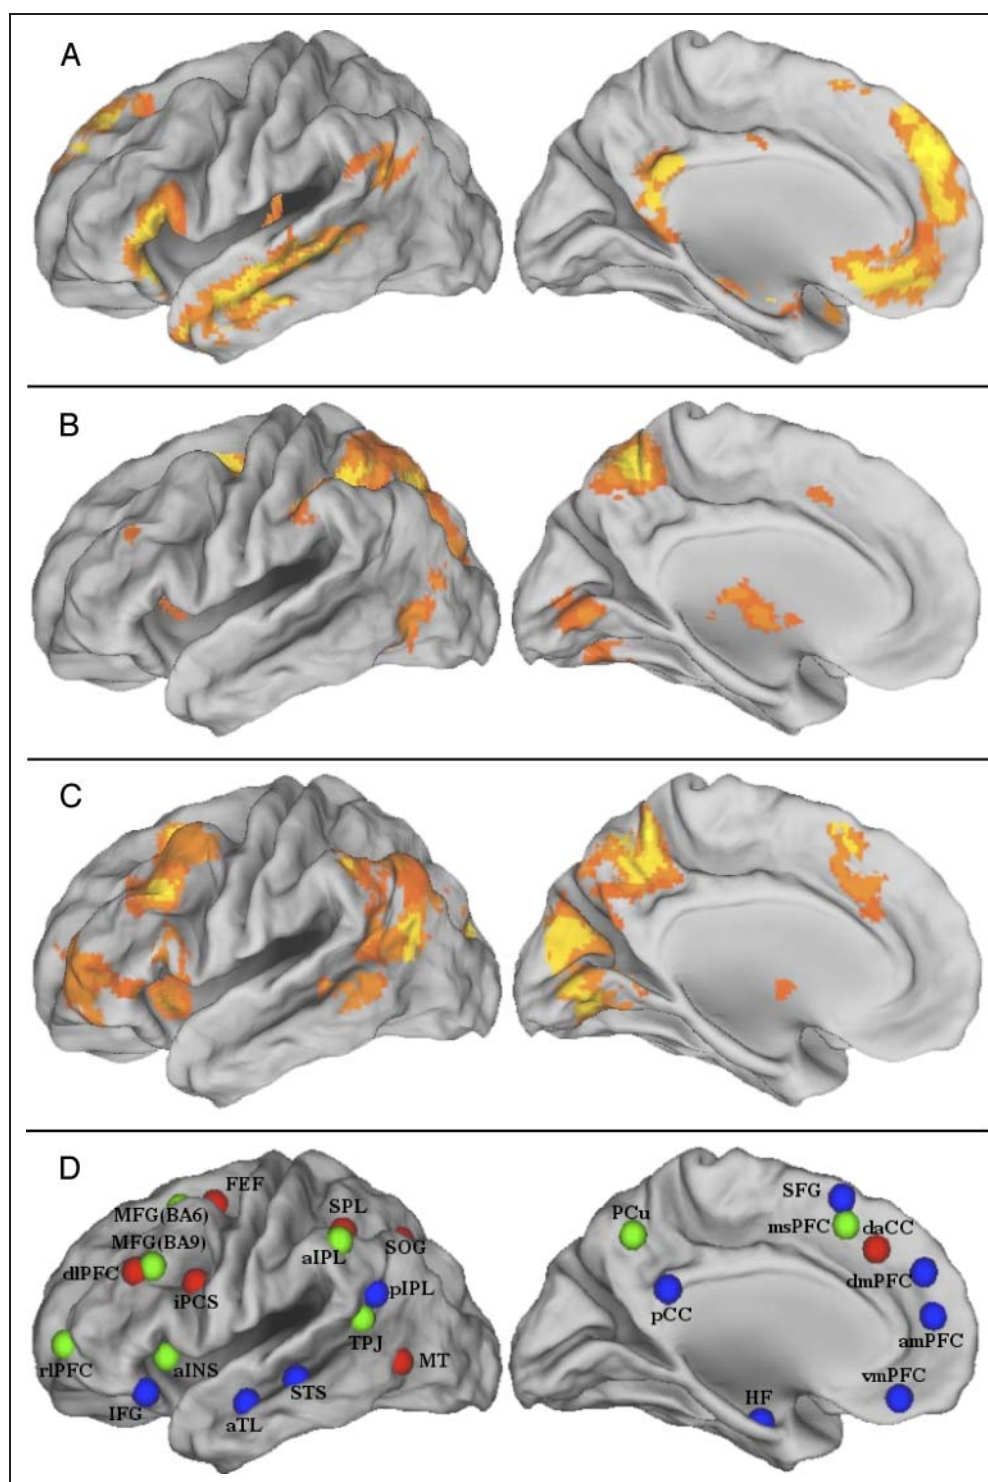 A
B
C
D
FEF
MFG(BA6)
SPL
MFG(BA9)
aIPL
SOG
dlPFC
iPCS
pIPL
TPJ
rlPFC
aINS
MT
STS
IFG
aTL
SFG
PCu
msPFC
daCC
dmPFC
pCC
amPFC
vmPFC
HF